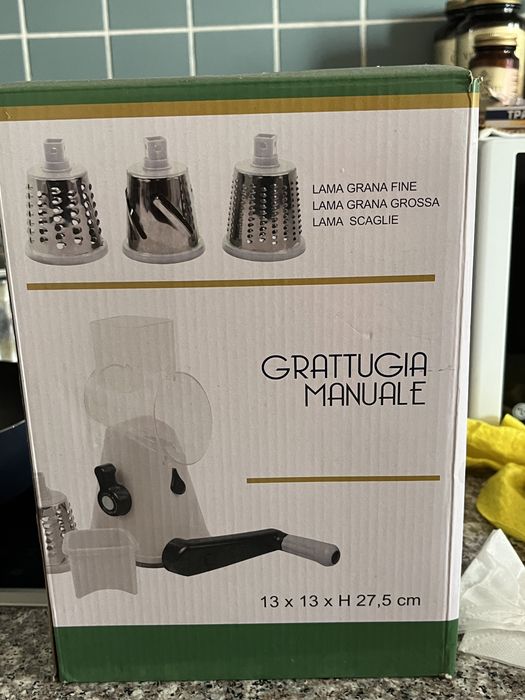 LAMA GRANA FINE
LAMA GRANA GROSSA
LAMA SCAGLIE
GRATTUGIA
MANUALE
13 x 13 x H 27,5 cm